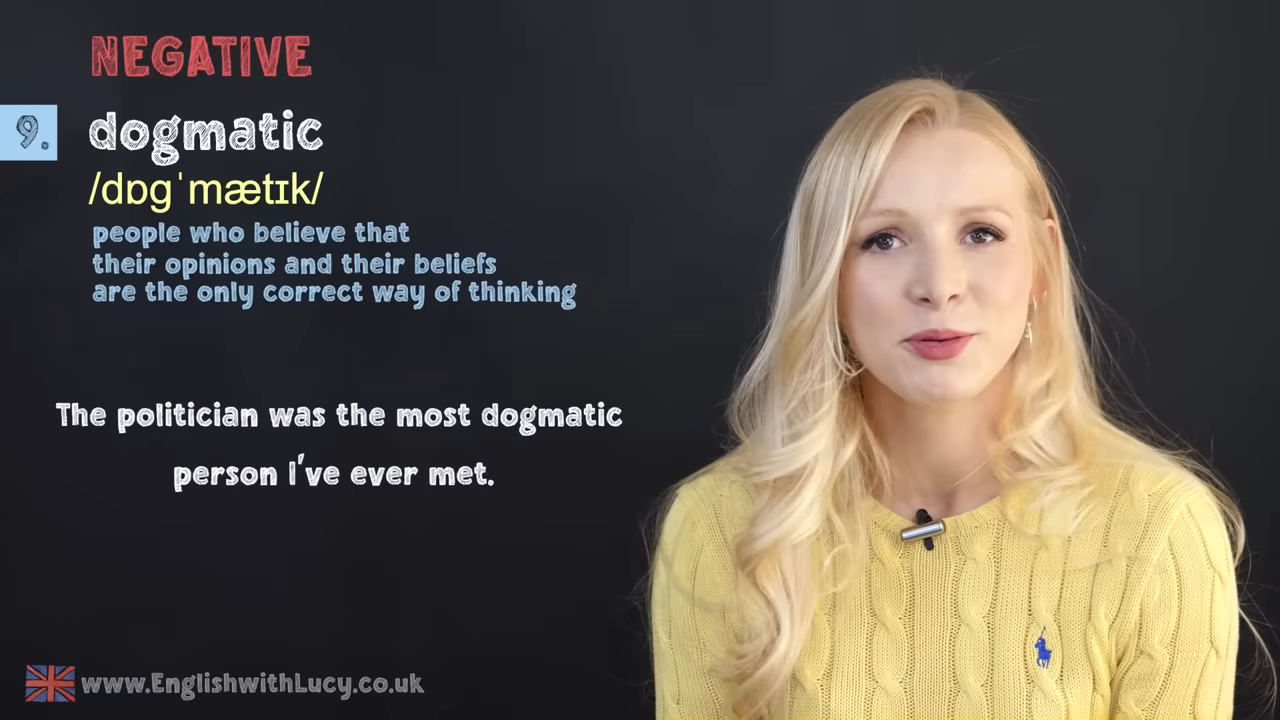 NEGATIVE
9.
dogmatic
/dɒɡˈmætɪk/
people who believe that
their opinions and their beliefs
are the only correct way of thinking
The politician was the most dogmatic
person I've ever met.
www.EnglishwithLucy.co.uk